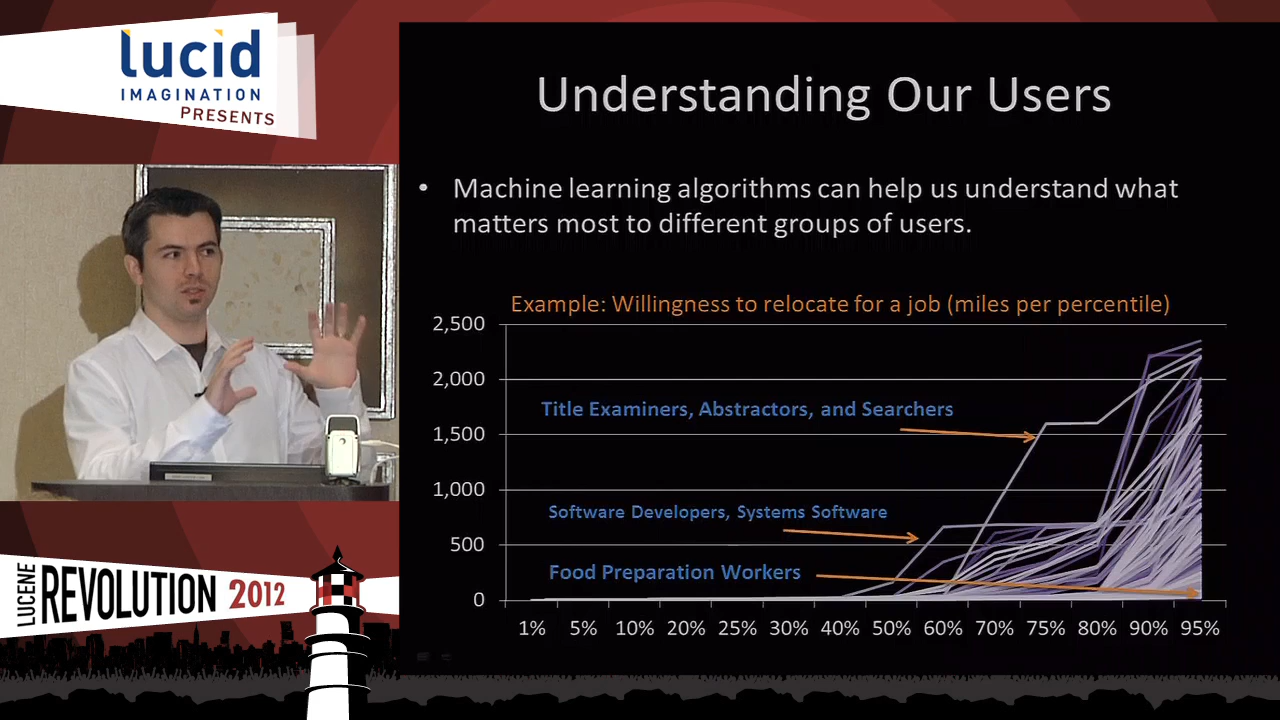 lucid
IMAGINATION
PRESENTS
Understanding Our Users
• Machine learning algorithms can help us understand what
matters most to different groups of users.
Example: Willingness to relocate for a job (miles per percentile)
2,500
2,000
1,500
1,000
500
0
Title Examiners, Abstractors, and Searchers
Software Developers, Systems Software
Food Preparation Workers
1% 5% 10% 20% 25% 30% 40% 50% 60% 70% 75% 80% 90% 95%
LUCENE
REVOLUTION 2012